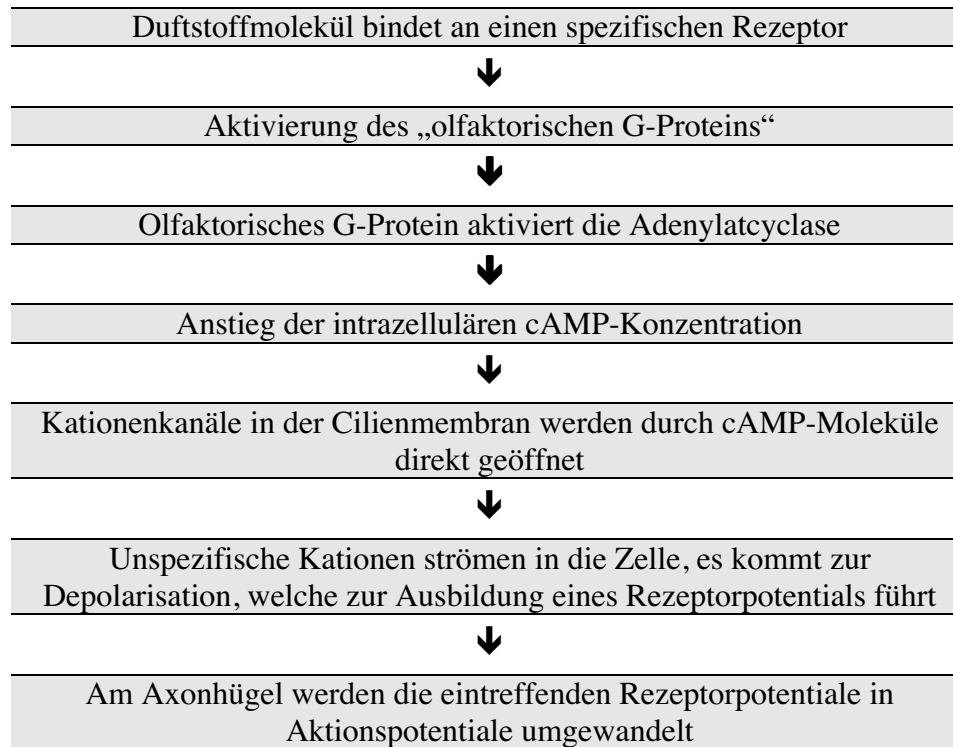 Duftstoffmolekül bindet an einen spezifischen Rezeptor
Aktivierung des „olfaktorischen G-Proteins“
Olfaktorisches G-Protein aktiviert die Adenylatcyclase
Anstieg der intrazellulären cAMP-Konzentration
Kationenkanäle in der Cilienmembran werden durch cAMP-Moleküle
direkt geöffnet
Unspezifische Kationen strömen in die Zelle, es kommt zur
Depolarisation, welche zur Ausbildung eines Rezeptorpotentials führt
Am Axonhügel werden die eintreffenden Rezeptorpotentiale in
Aktionspotentiale umgewandelt